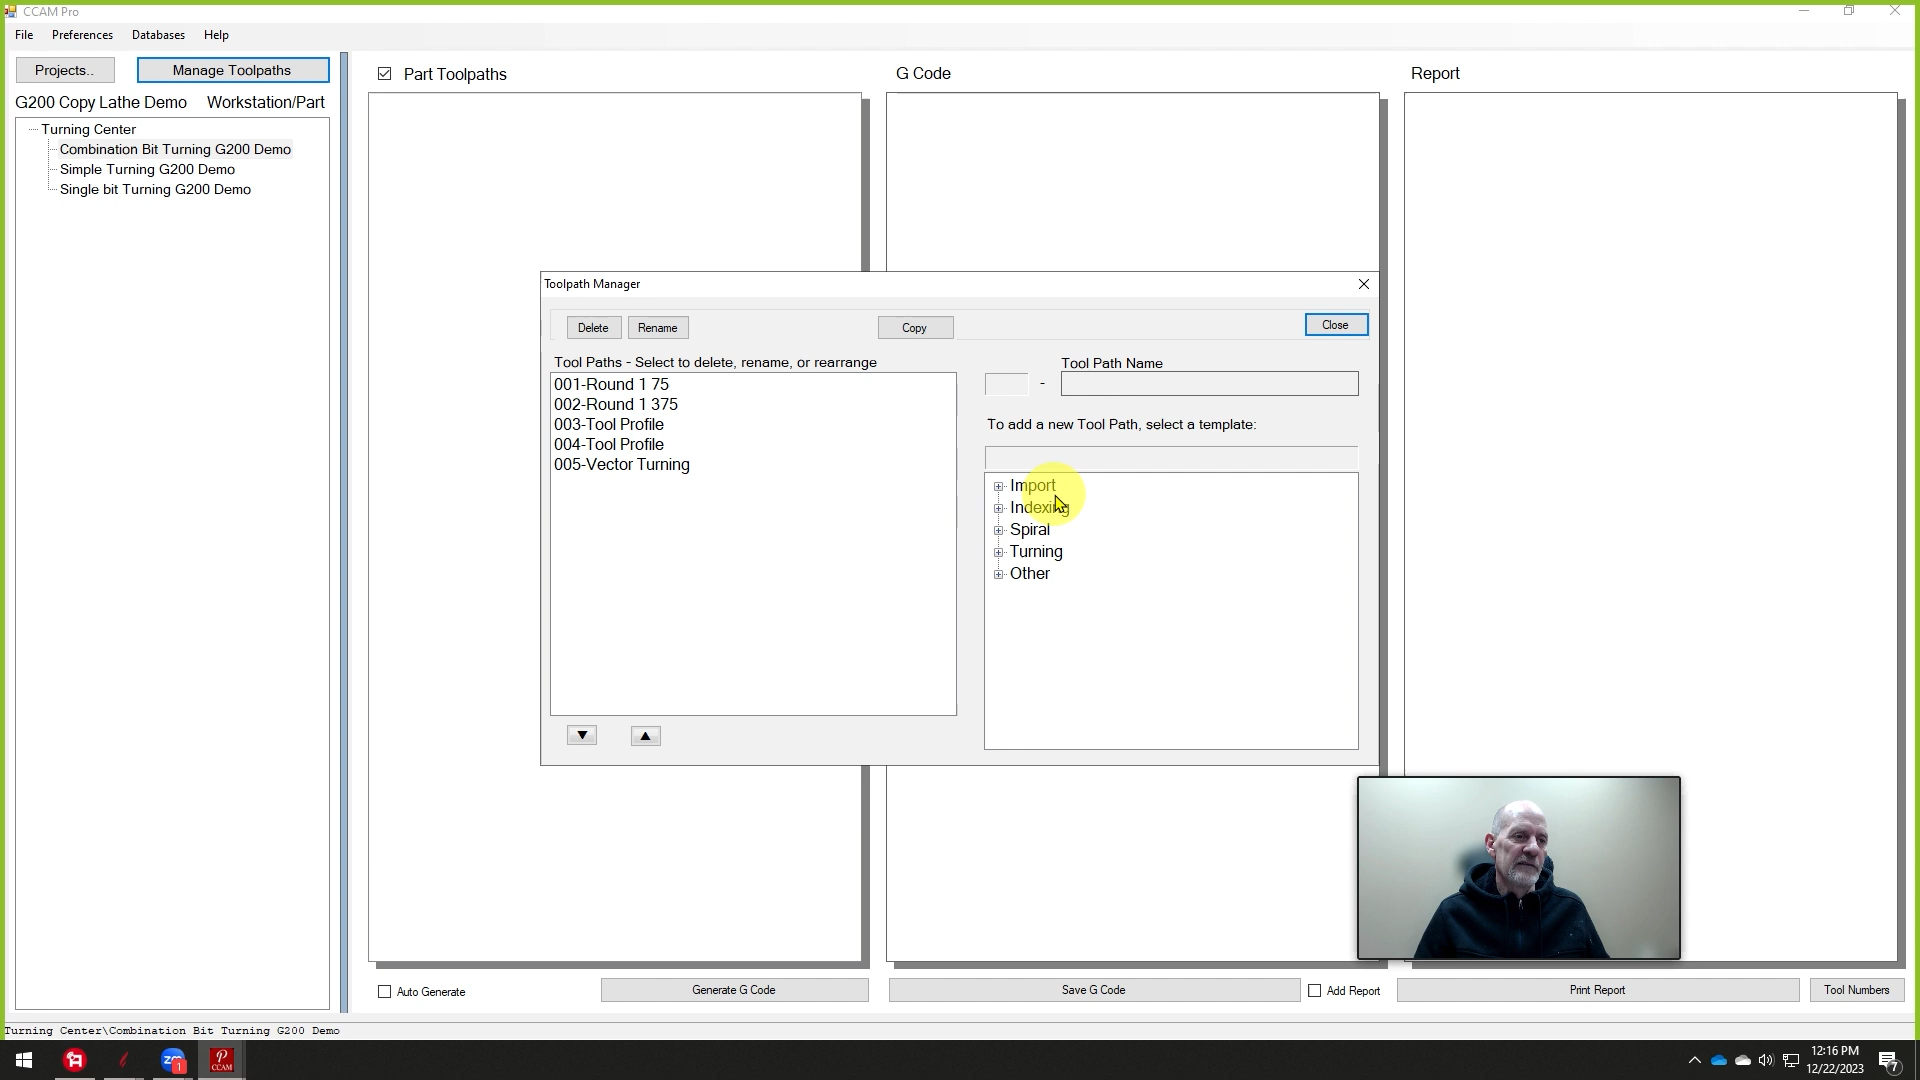 CCAM Pro
File Preferences Databases Help
Projects.. Manage Toolpaths
G200 Copy Lathe Demo Workstation/Part
Turning Center
Combination Bit Turning G200 Demo
Simple Turning G200 Demo
Single bit Turning G200 Demo
Part Toolpaths
G Code
Report
Toolpath Manager
Delete Rename Copy Close
Tool Paths - Select to delete, rename, or rearrange
001-Round 1 75
002-Round 1 375
003-Tool Profile
004-Tool Profile
005-Vector Turning
Tool Path Name
-
To add a new Tool Path, select a template:
Import
Indexing
Spiral
Turning
Other
Auto Generate Generate G Code Save G Code Add Report Print Report Tool Numbers
Turning Center\Combination Bit Turning G200 Demo
zm 1
P
CCAM
12:16 PM
12/22/2023
7